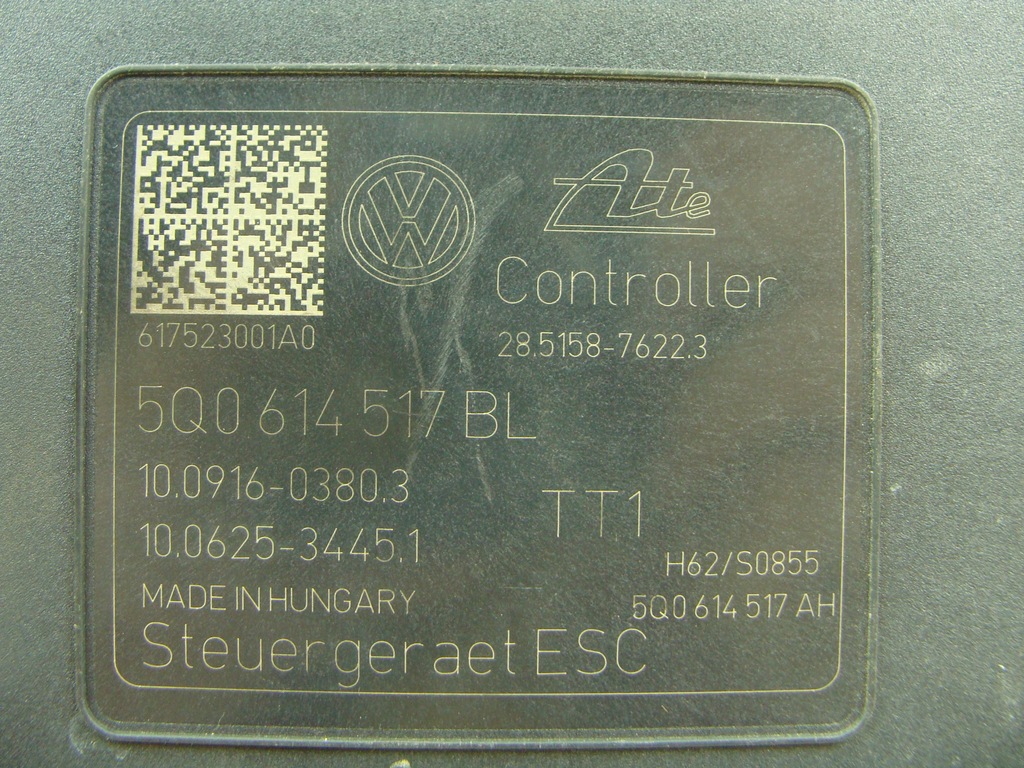 Ate
Controller
617523001A0
28.5158-7622.3
5Q0 614 517 BL
10.0916-0380.3
TT1
10.0625-3445.1
H62/S0855
MADE IN HUNGARY
5Q0 614 517 AH
Steuergeraet ESC